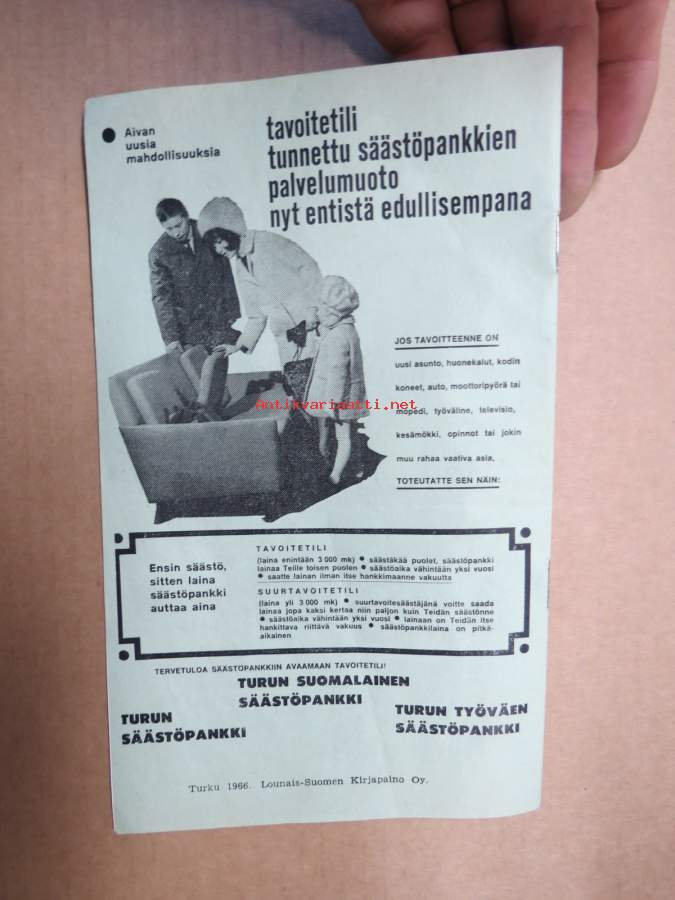 Aivan
uusia
mahdollisuuksia
tavoitetili
tunnettu säästöpankkien
palvelumuoto
nyt entistä edullisempana
JOS TAVOITTEENNE ON
uusi asunto, huonekalut, kodin
koneet, auto, moottoripyörä tai
mopedi, työväline, televisio,
kesämökki, opinnot tai jokin
muu rahaa vaativa asia,
TOTEUTATTE SEN NÄIN:
Antikvariaatti.net
Ensin säästö,
sitten laina
säästöpankki
auttaa aina
TAVOITETILI
(laina enintään 3 000 mk) ● säästäkää puolet, säästöpankki
lainaa Teille toisen puolen ● säästöaika vähintään yksi vuosi
● saatte lainan ilman itse hankkimaanne vakuutta
SUURTAVOITETILI
(laina yli 3 000 mk) ● suurtavoitesäästäjänä voitte saada
lainaa jopa kaksi kertaa niin paljon kuin Teidän säästönne
● säästöaika vähintään yksi vuosi ● lainaan on Teidän itse
hankittava riittävä vakuus ● säästöpankkilaina on pitkä-
aikainen
TERVETULOA SÄÄSTÖPANKKIIN AVAAMAAN TAVOITETILI!
TURUN SUOMALAINEN
SÄÄSTÖPANKKI
TURUN
SÄÄSTÖPANKKI
TURUN TYÖVÄEN
SÄÄSTÖPANKKI
Turku 1966. Lounais-Suomen Kirjapaino Oy.